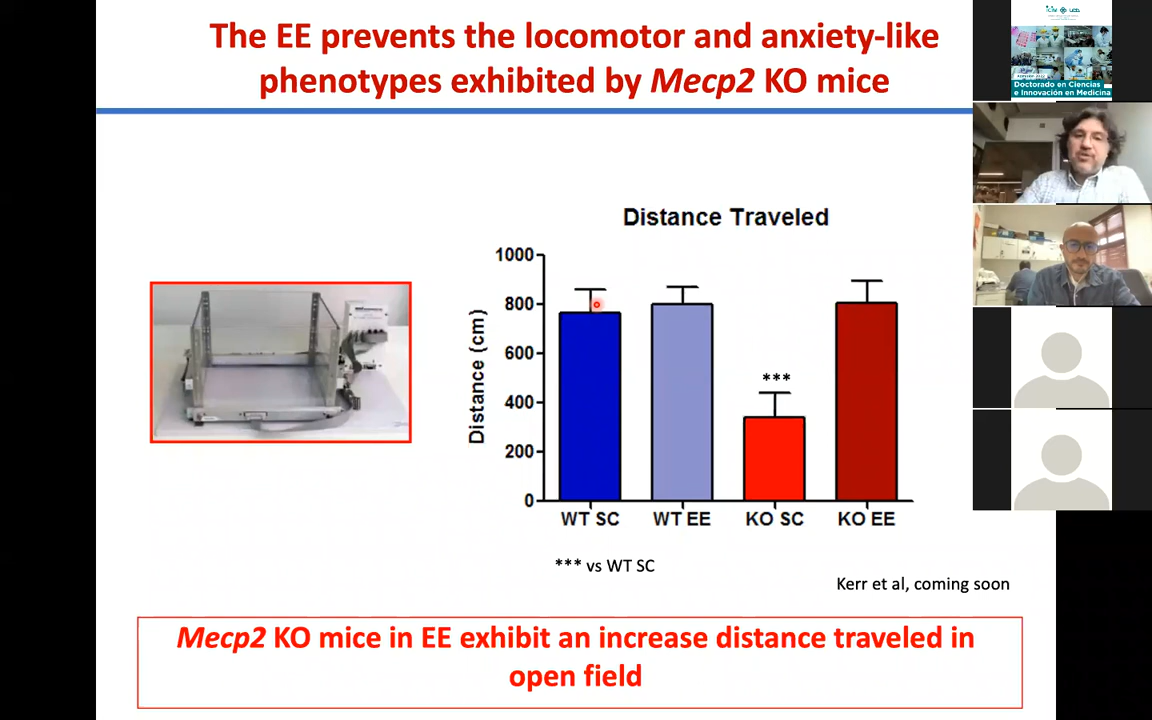 The EE prevents the locomotor and anxiety-like
phenotypes exhibited by Mecp2 KO mice
Doctorado en Ciencias
e Innovación en Medicina
Distance Traveled
Distance (cm)
1000
800
600
400
200
0
***
WT SC WT EE KO SC KO EE
*** vs WT SC
Kerr et al, coming soon
Mecp2 KO mice in EE exhibit an increase distance traveled in
open field